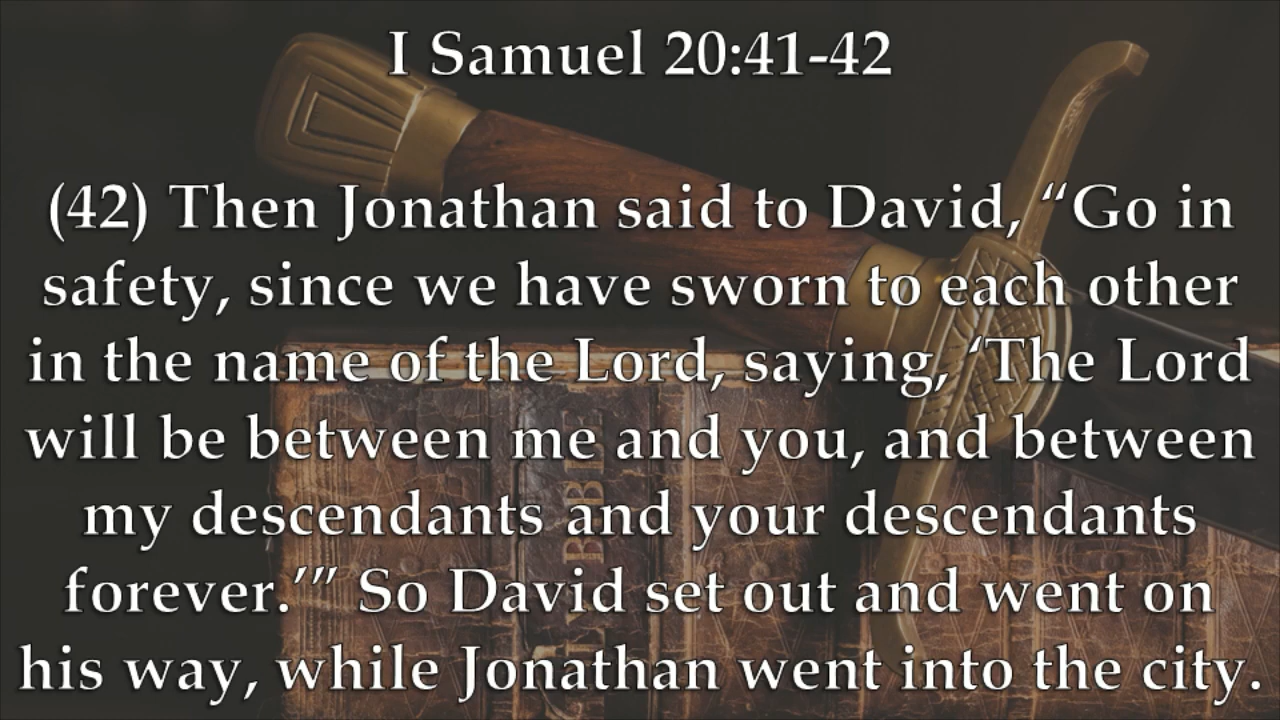 I Samuel 20:41-42
(42) Then Jonathan said to David, “Go in
safety, since we have sworn to each other
in the name of the Lord, saying, ‘The Lord
will be between me and you, and between
my descendants and your descendants
forever.’” So David set out and went on
his way, while Jonathan went into the city.
BIBLE